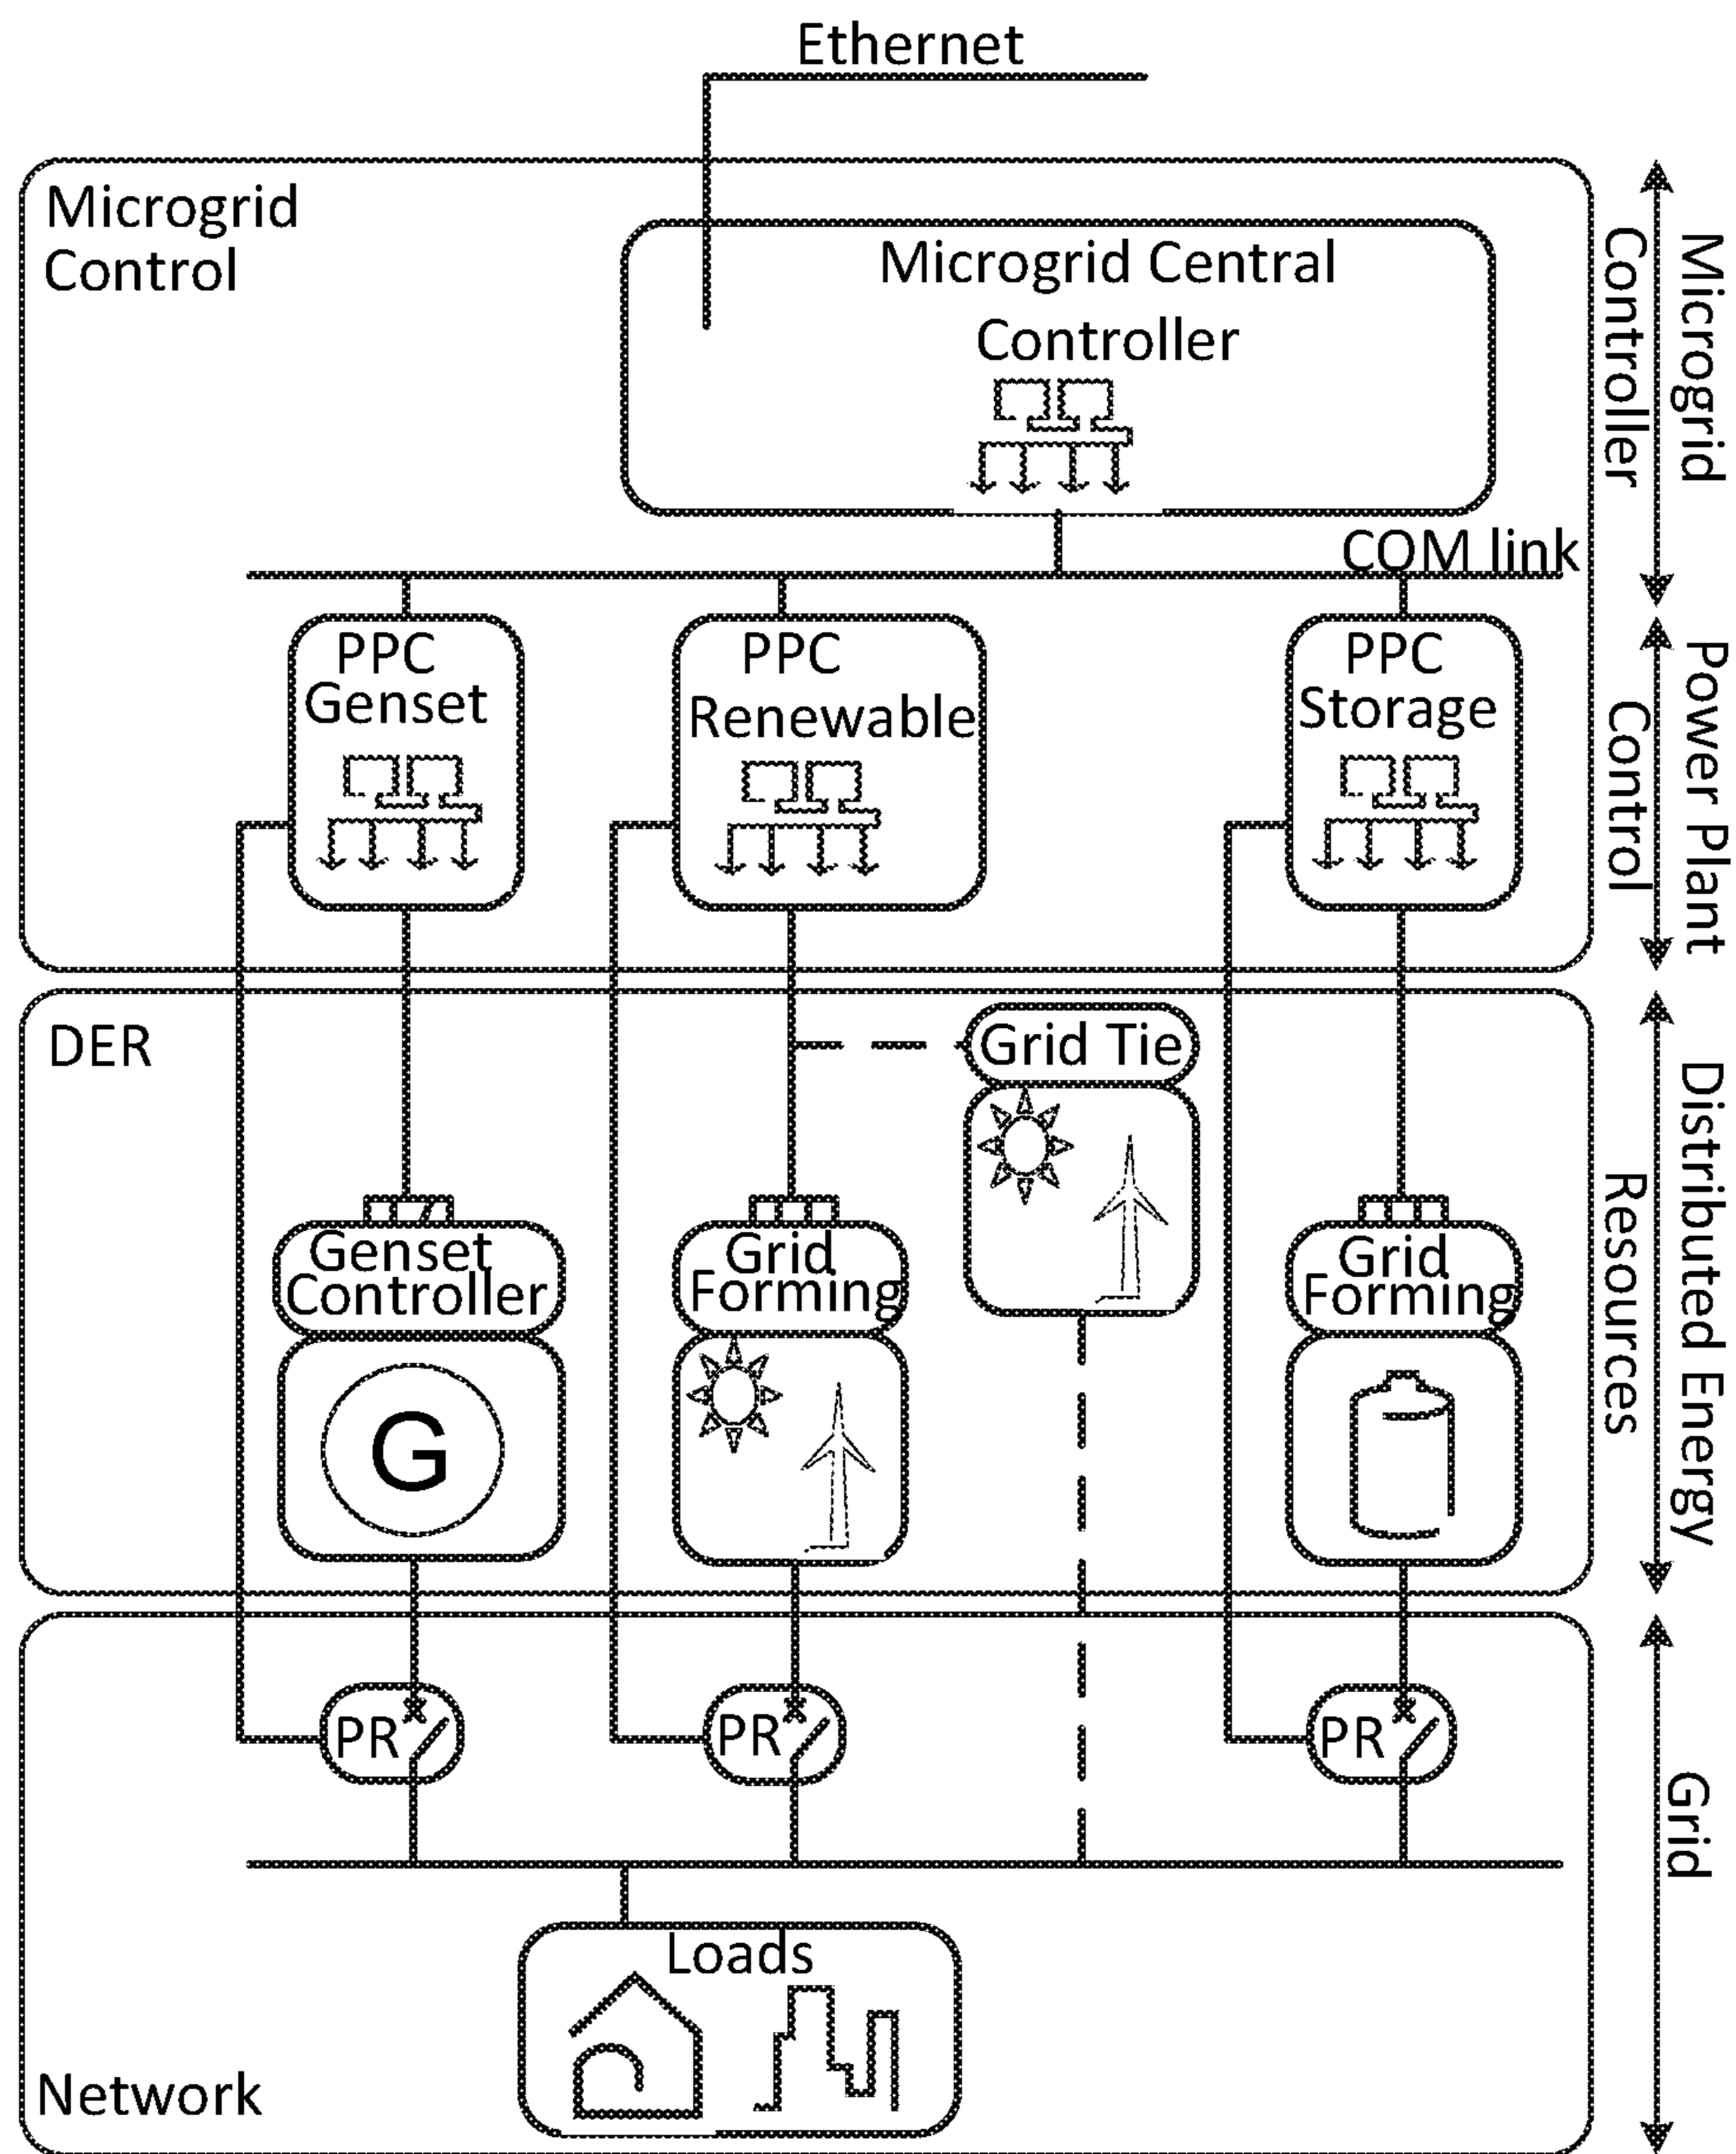 Ethernet
Microgrid
Control
Microgrid Central
Controller
Microgrid
Controller
COM link
PPC
Genset
PPC
Renewable
PPC
Storage
Power Plant
Control
DER
Grid Tie
Genset
Controller
Grid
Forming
Grid
Forming
G
Distributed Energy
Resources
PR
PR
PR
Grid
Loads
Network